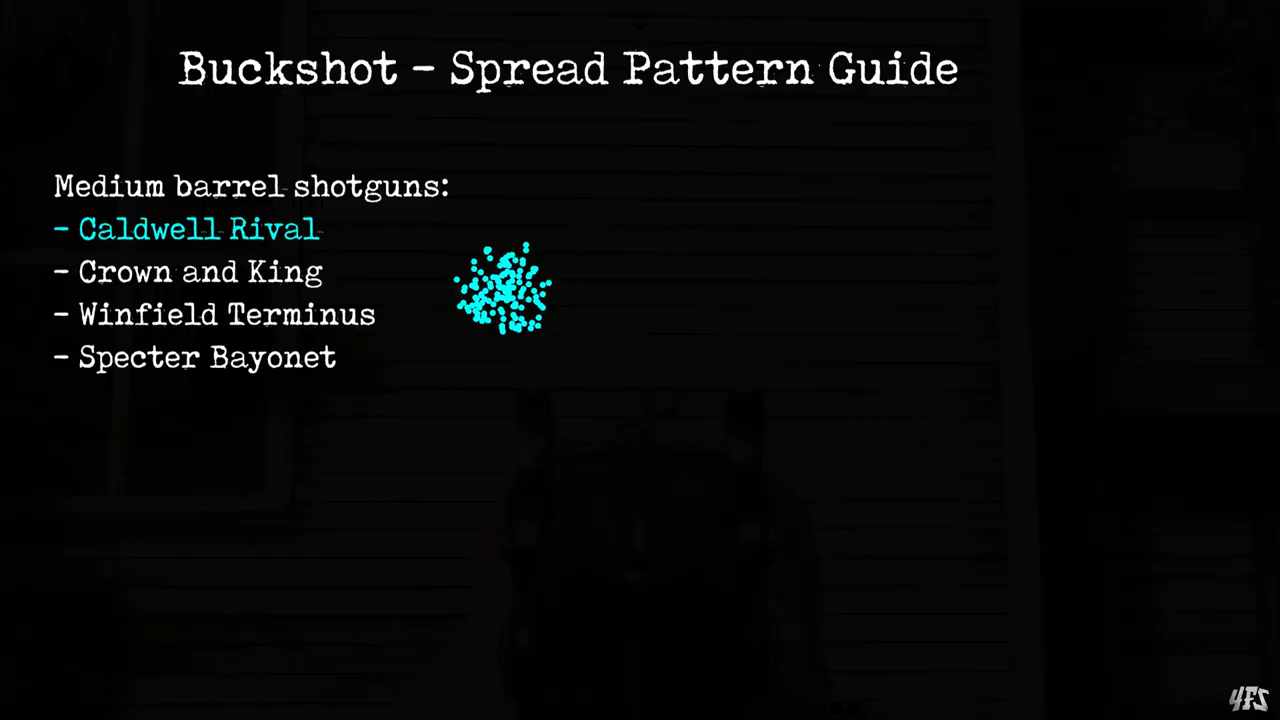 Buckshot - Spread Pattern Guide
Medium barrel shotguns:
- Caldwell Rival
- Crown and King
- Winfield Terminus
- Specter Bayonet
4FS